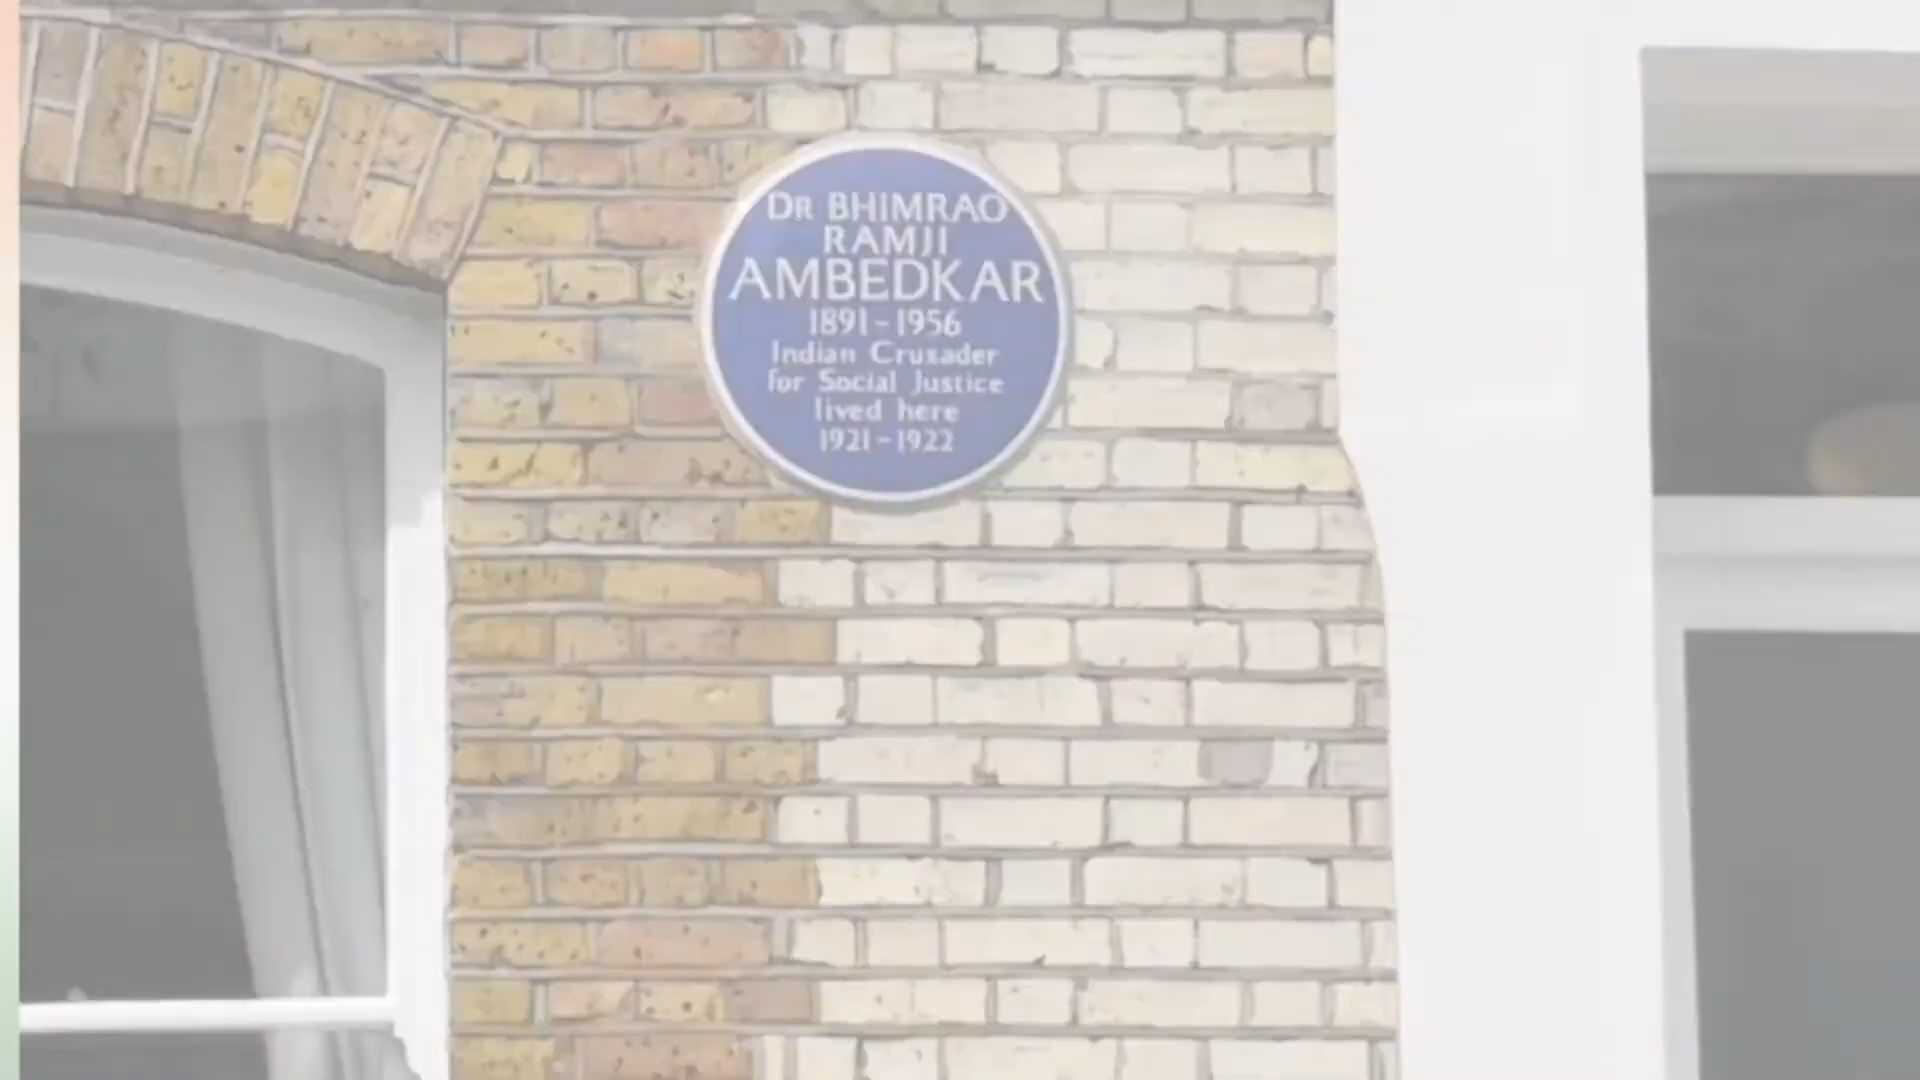 DR BHIMRAO
RAMJI
AMBEDKAR
1891-1956
Indian Crusader
for Social Justice
lived here
1921-1922